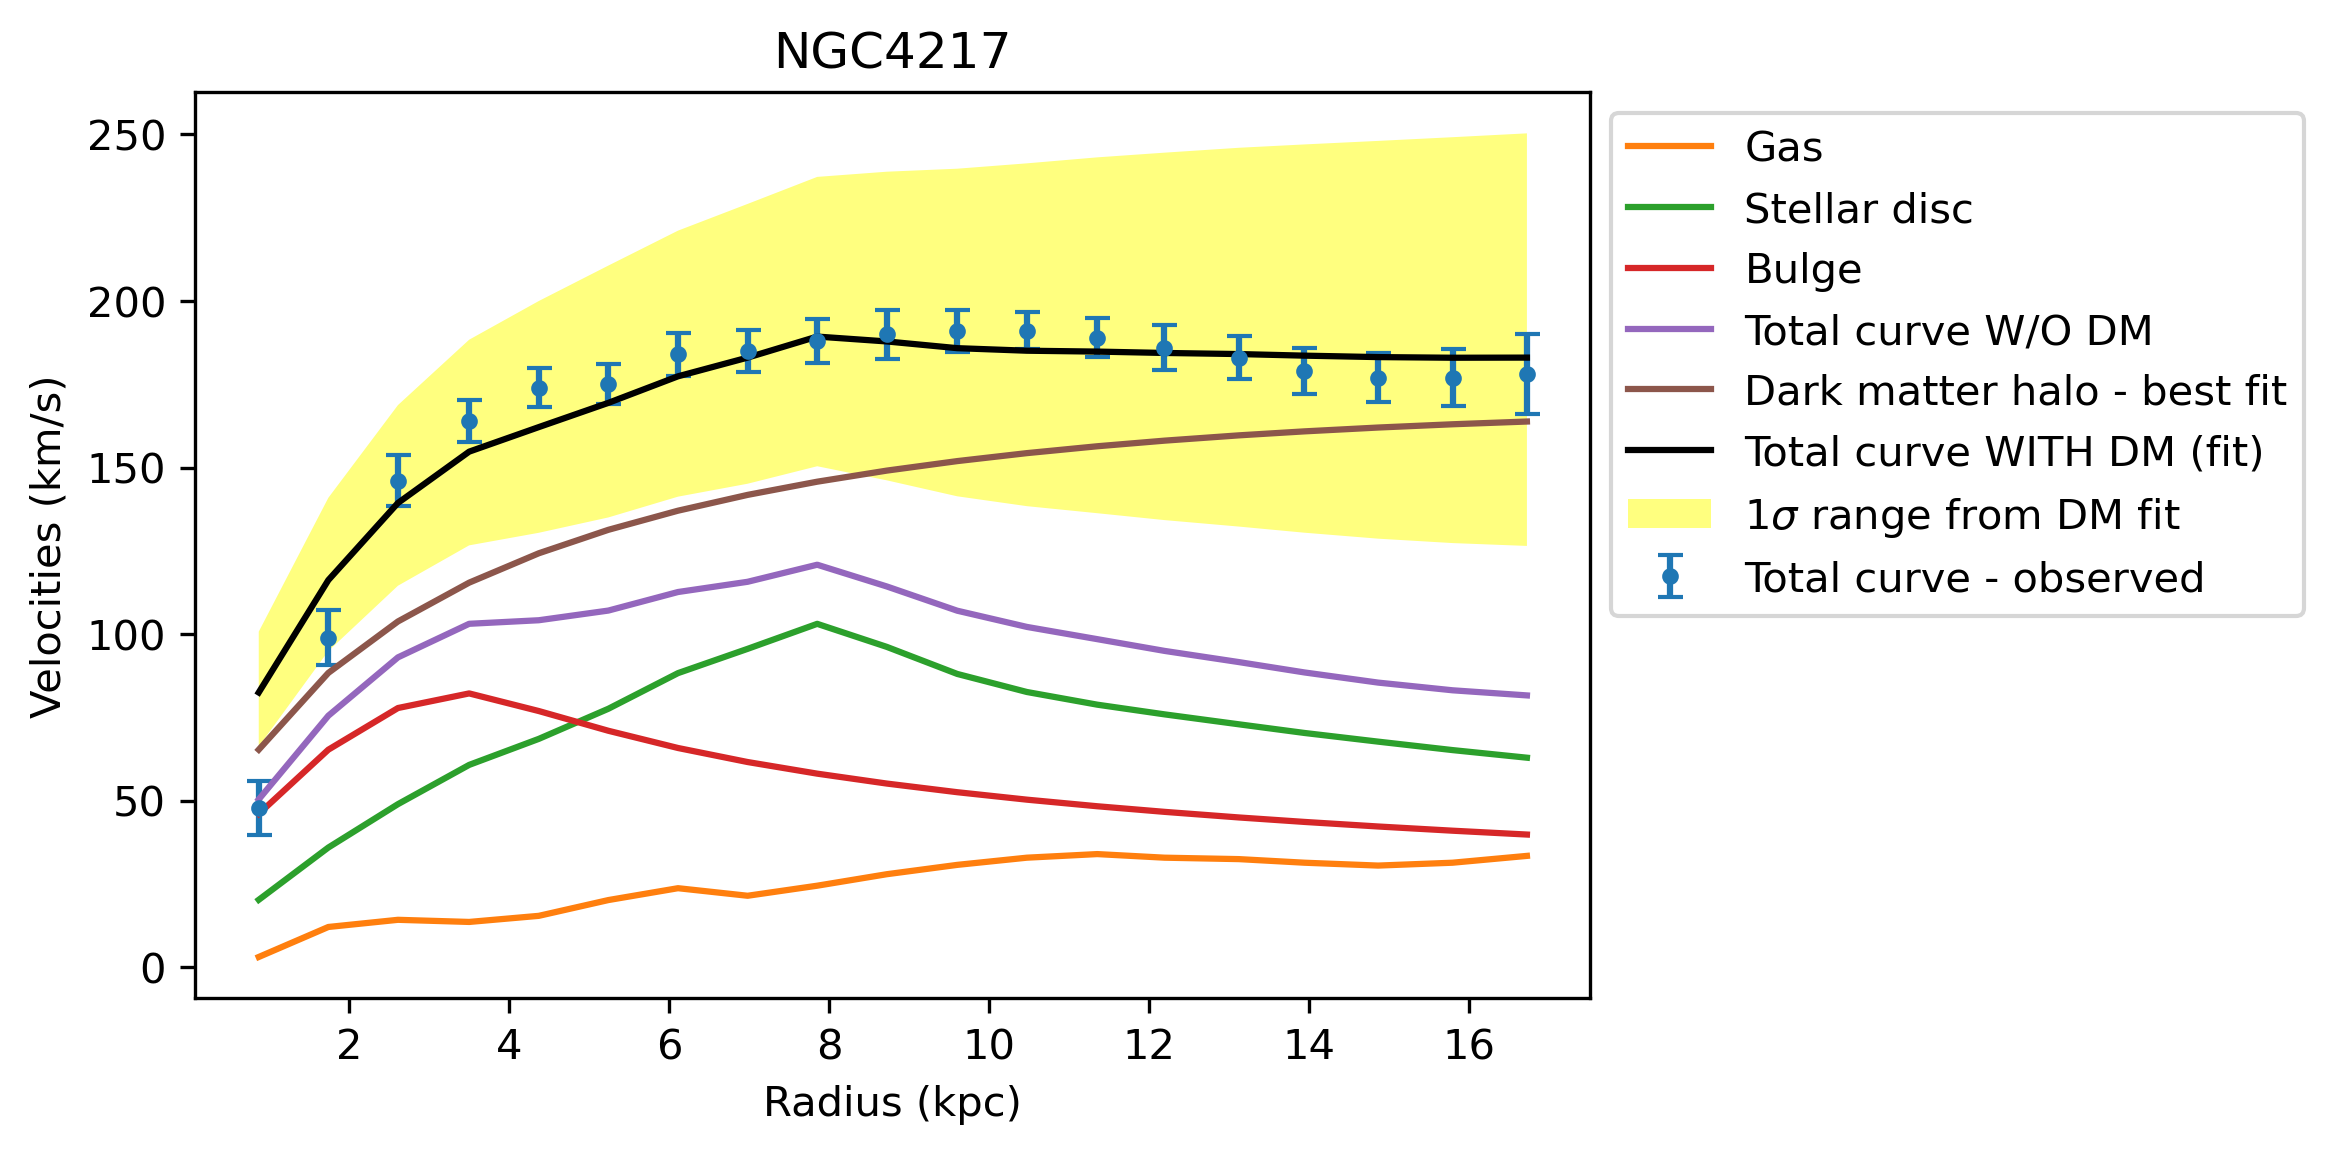 NGC4217
250
200
150
100
50
0
Velocities (km/s)
2 4 6 8 10 12 14 16
Radius (kpc)
Gas
Stellar disc
Bulge
Total curve W/O DM
Dark matter halo - best fit
Total curve WITH DM (fit)
1σ range from DM fit
Total curve - observed